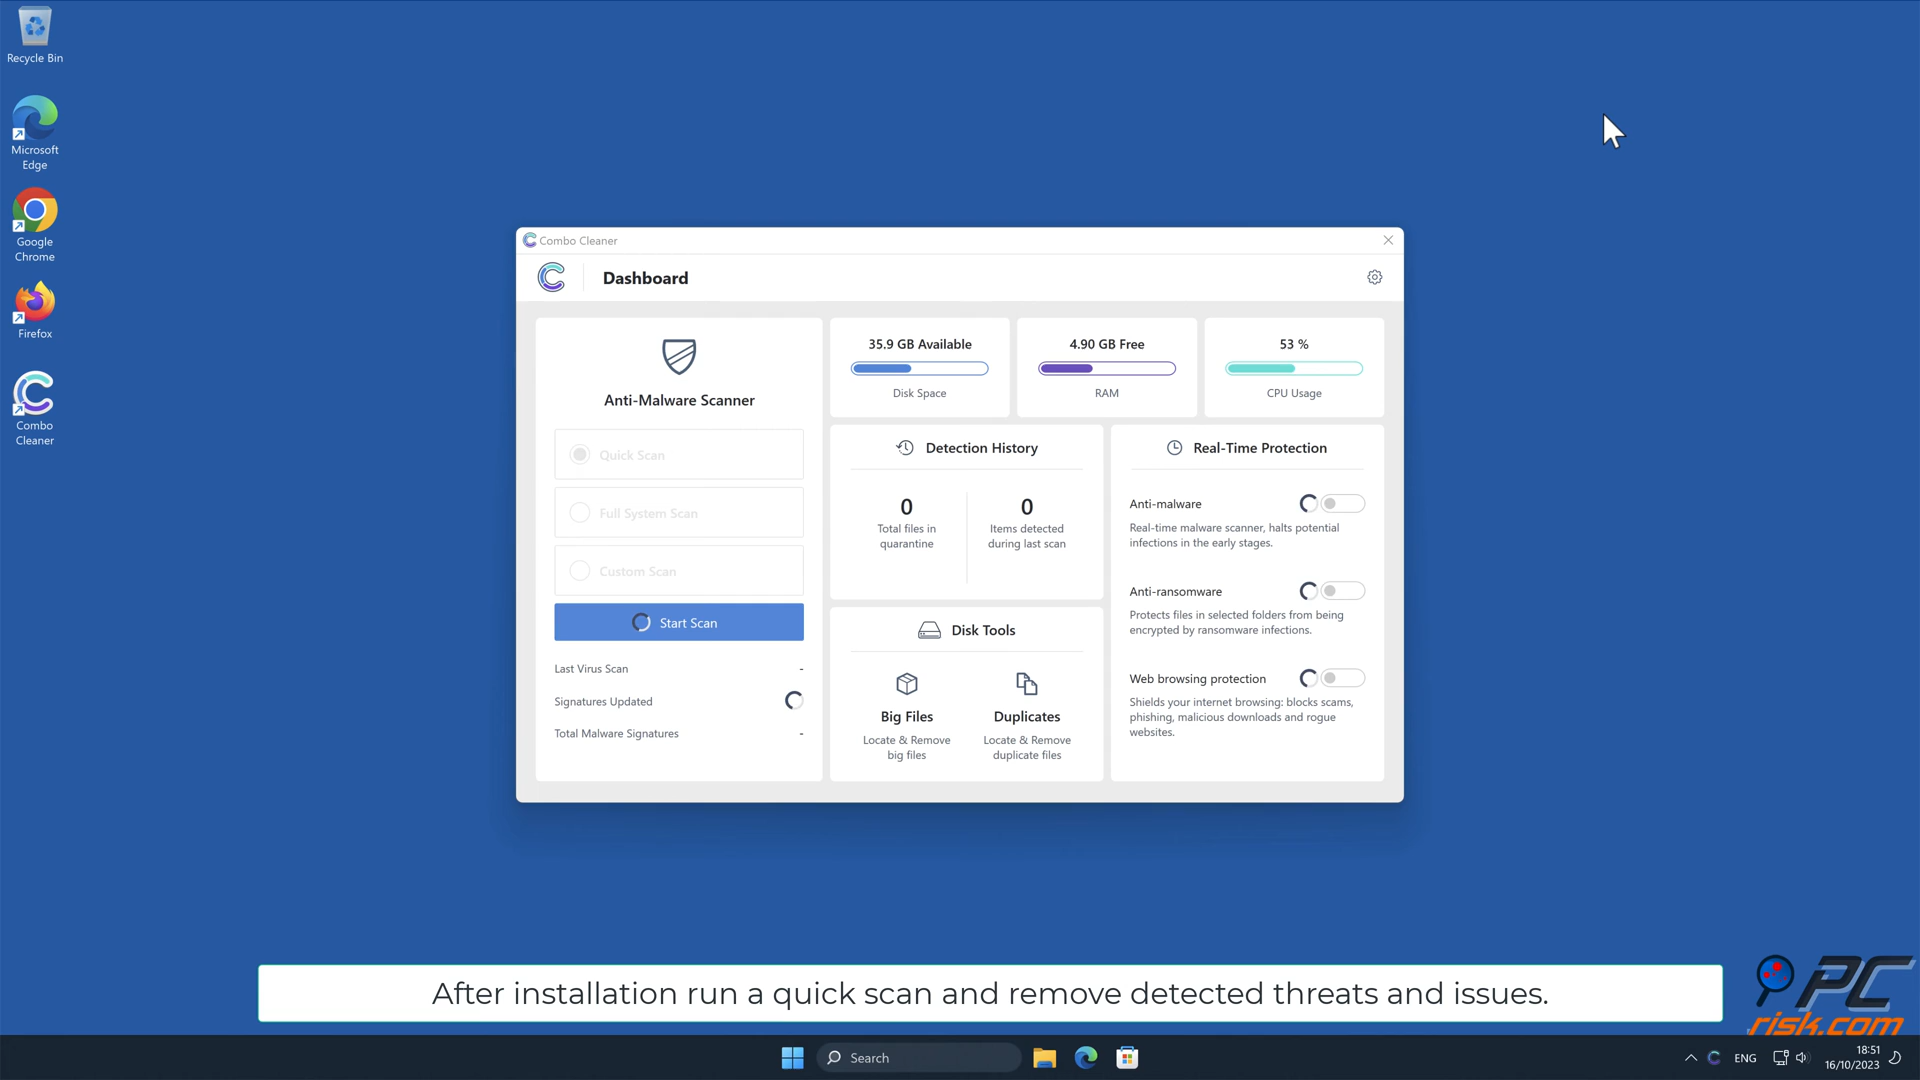 Recycle Bin
Microsoft
Edge
Google
Chrome
Firefox
Combo
Cleaner
Combo Cleaner
Dashboard
Anti-Malware Scanner
Quick Scan
Full System Scan
Custom Scan
Start Scan
Last Virus Scan -
Signatures Updated
Total Malware Signatures -
35.9 GB Available
Disk Space
4.90 GB Free
RAM
53 %
CPU Usage
Detection History
0
Total files in
quarantine
0
Items detected
during last scan
Disk Tools
Big Files
Locate & Remove
big files
Duplicates
Locate & Remove
duplicate files
Real-Time Protection
Anti-malware
Real-time malware scanner, halts potential
infections in the early stages.
Anti-ransomware
Protects files in selected folders from being
encrypted by ransomware infections.
Web browsing protection
Shields your internet browsing: blocks scams,
phishing, malicious downloads and rogue
websites.
After installation run a quick scan and remove detected threats and issues.
PC
risk.com
Search
ENG
18:51
16/10/2023